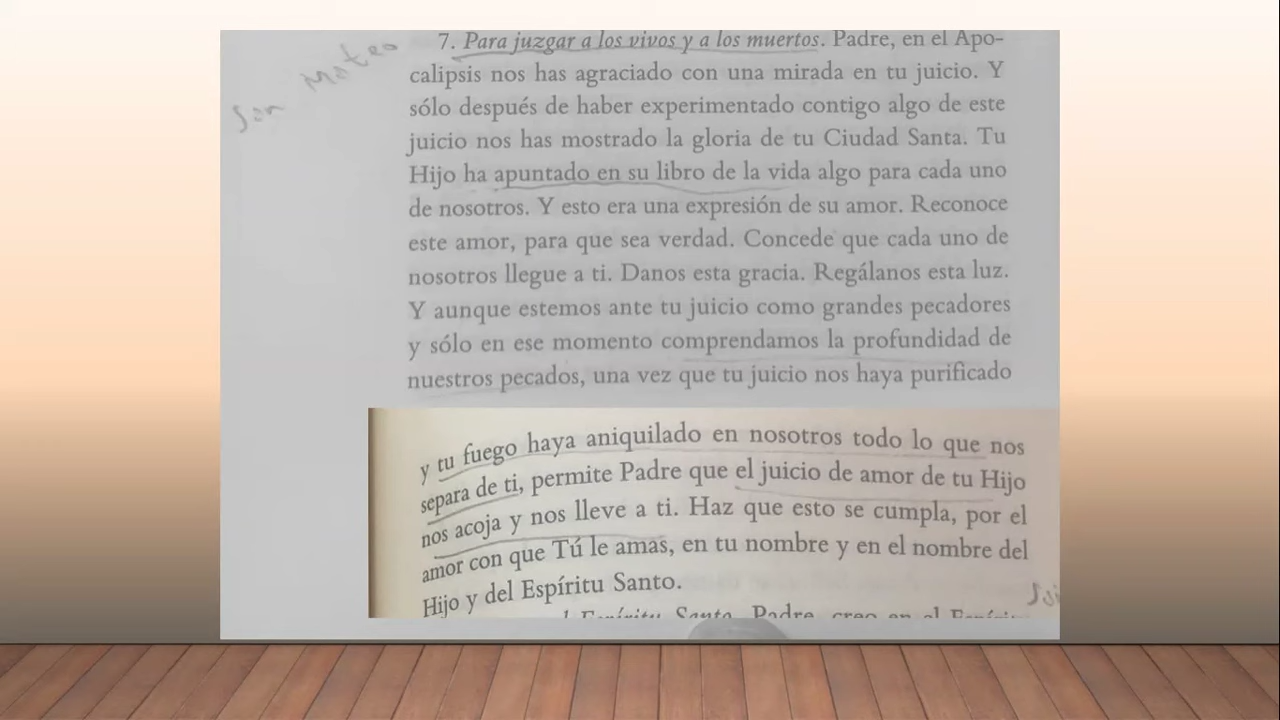 San Mateo
7. Para juzgar a los vivos y a los muertos. Padre, en el Apo-
calipsis nos has agraciado con una mirada en tu juicio. Y
sólo después de haber experimentado contigo algo de este
juicio nos has mostrado la gloria de tu Ciudad Santa. Tu
Hijo ha apuntado en su libro de la vida algo para cada uno
de nosotros. Y esto era una expresión de su amor. Reconoce
este amor, para que sea verdad. Concede que cada uno de
nosotros llegue a ti. Danos esta gracia. Regálanos esta luz.
Y aunque estemos ante tu juicio como grandes pecadores
y sólo en ese momento comprendamos la profundidad de
nuestros pecados, una vez que tu juicio nos haya purificado
y tu fuego haya aniquilado en nosotros todo lo que nos
separa de ti, permite Padre que el juicio de amor de tu Hijo
nos acoja y nos lleve a ti. Haz que esto se cumpla, por el
amor con que Tú le amas, en tu nombre y en el nombre del
Hijo y del Espíritu Santo.
Espíritu Santo. Padre, creo en el